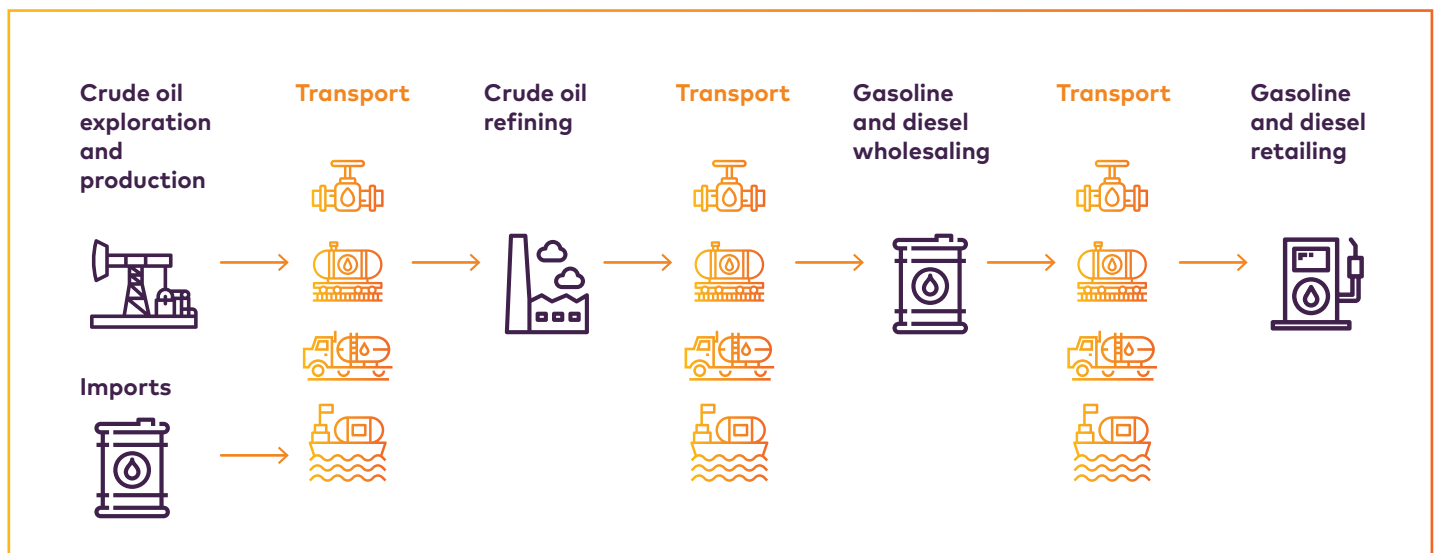 Crude oil
exploration
and
production
Transport
Crude oil
refining
Transport
Gasoline
and diesel
wholesaling
Transport
Gasoline
and diesel
retailing
Imports